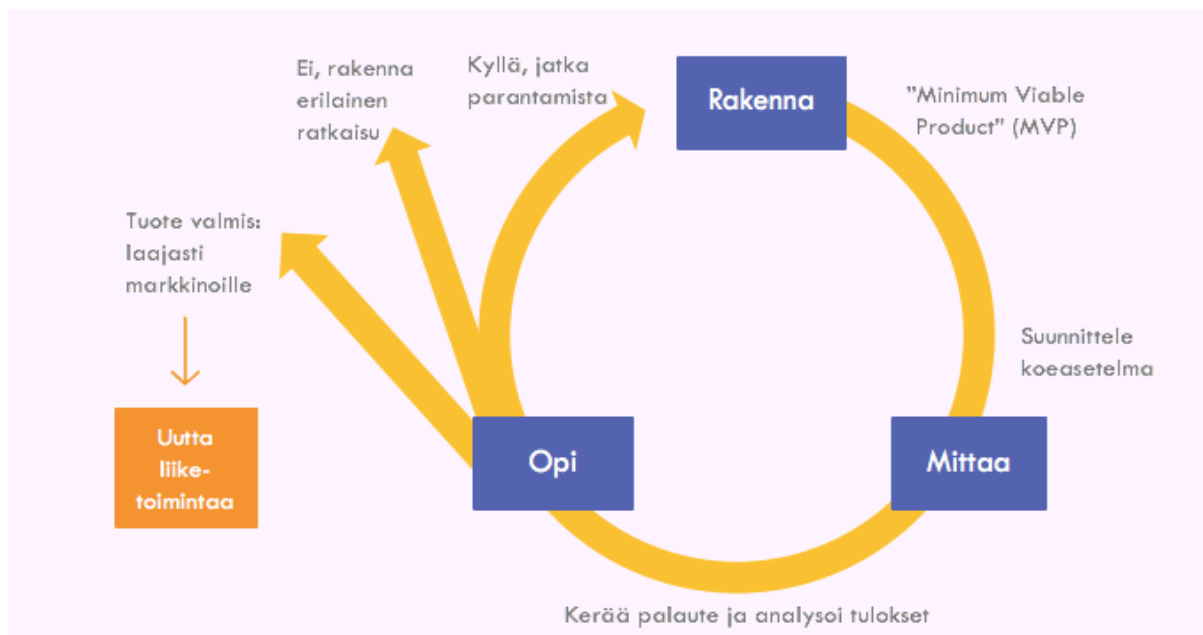 Ei, rakenna
erilainen
ratkaisu
Kyllä, jatka
parantamista
Rakenna
"Minimum Viable
Product" (MVP)
Tuote valmis:
laajasti
markkinoille
Suunnittele
koeasetelma
Uutta
liike-
toimintaa
Opi
Mittaa
Kerää palaute ja analysoi tulokset